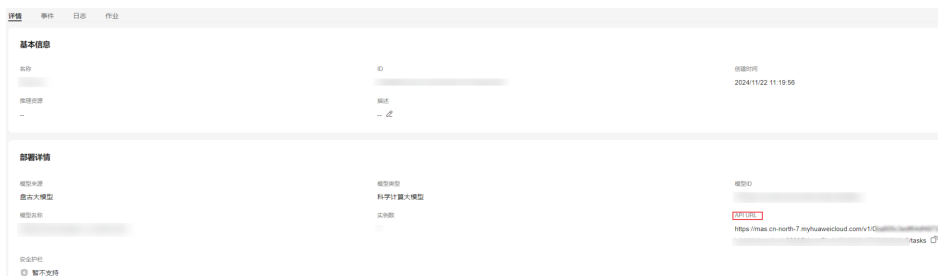 详情 事件 日志 作业
基本信息
名称 ID 创建时间
2024/11/22 11:19:56
推理资源 描述
-- --
部署详情
模型来源 模型类型 模型ID
盘古大模型 科学计算大模型
模型名称 实例数 API URL
https://mas.cn-north-7.myhuaweicloud.com/v1/0
/tasks
安全护栏
暂不支持